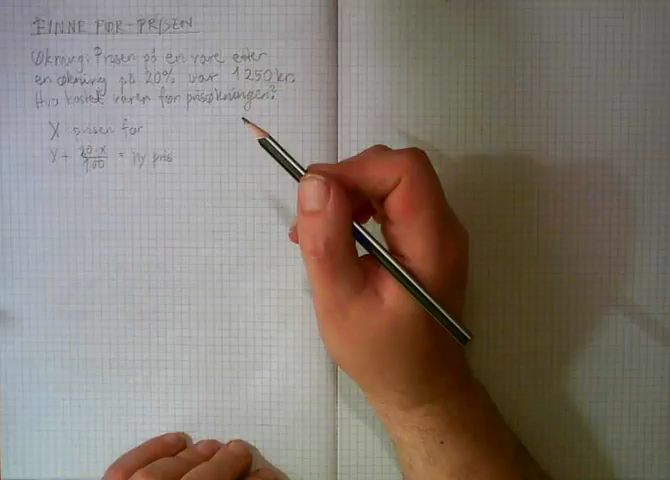 FINNE FØR-PRISEN
Økning: Prisen på en vare etter
en økning på 20% var 1250 kr.
Hva kostet varen før prisøkningen?
X = prisen før
X + 20·X/100 = ny pris